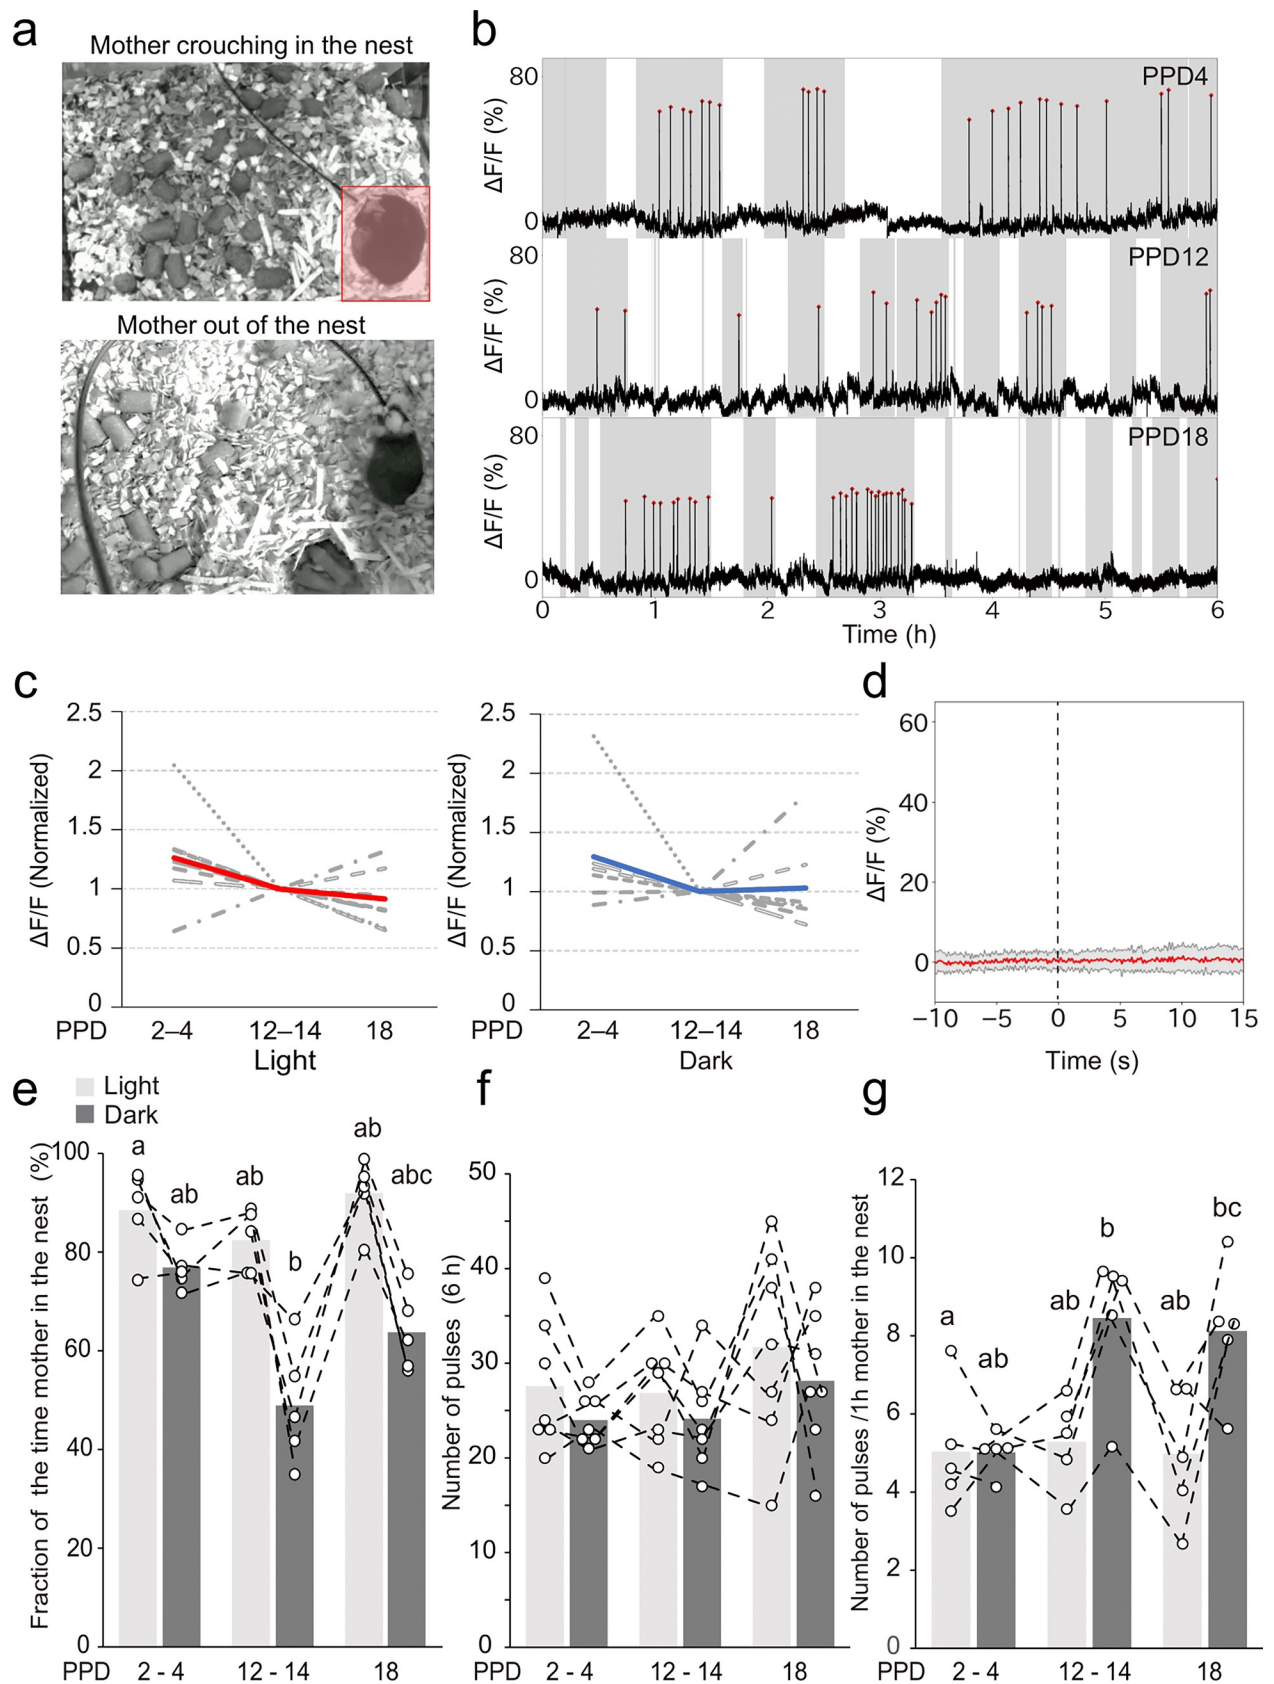 a
Mother crouching in the nest
Mother out of the nest
b
ΔF/F (%)
80
0
PPD4
ΔF/F (%)
80
0
PPD12
ΔF/F (%)
80
0
PPD18
0 1 2 3 4 5 6
Time (h)
c
ΔF/F (Normalized)
2.5
2
1.5
1
0.5
0
PPD 2–4 12–14 18
Light
ΔF/F (Normalized)
2.5
2
1.5
1
0.5
0
PPD 2–4 12–14 18
Dark
d
ΔF/F (%)
60
40
20
0
−10 −5 0 5 10 15
Time (s)
e
Light
Dark
Fraction of the time mother in the nest (%)
100
80
60
40
20
0
a ab ab b ab abc
PPD 2 - 4 12 - 14 18
f
Number of pulses (6 h)
50
40
30
20
10
0
PPD 2 - 4 12 - 14 18
g
Number of pulses /1h mother in the nest
12
10
8
6
4
2
0
a ab ab b ab bc
PPD 2 - 4 12 - 14 18